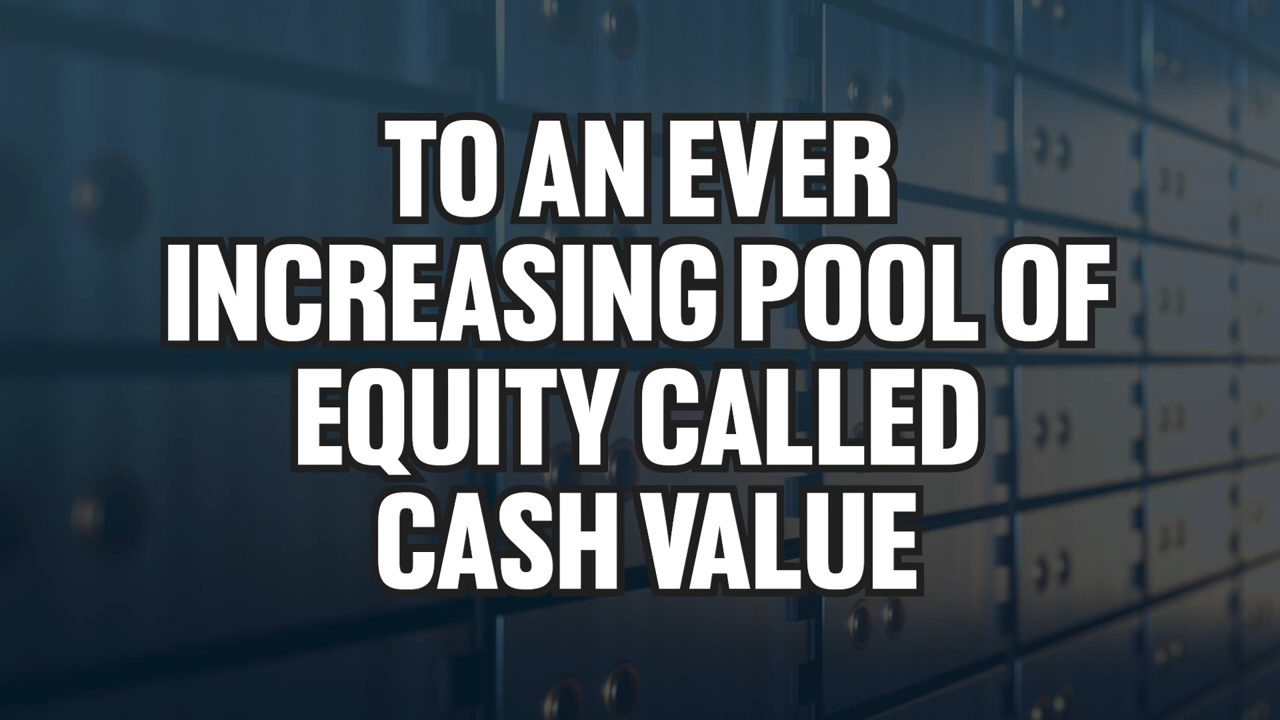 TO AN EVER
INCREASING POOL OF
EQUITY CALLED
CASH VALUE